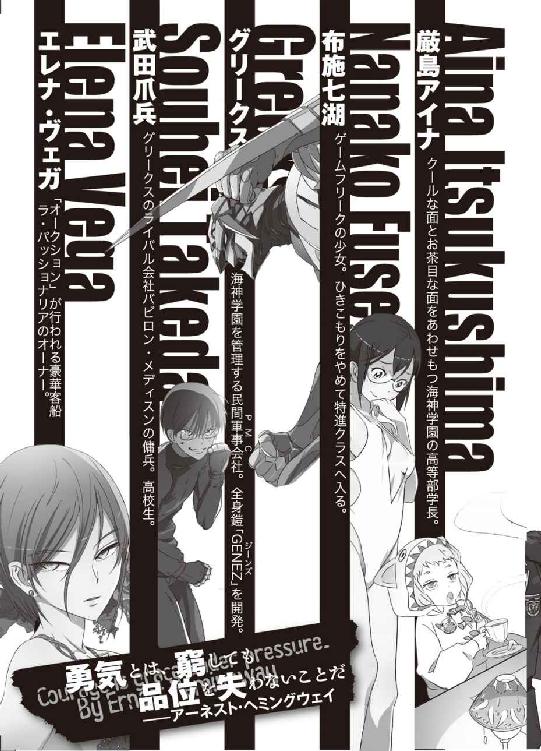 厳島アイナ
Aina Itsukushima
クールな面とお茶目な面をあわせもつ海神学園の高等部学長。
布施七湖
Nanako Fuse
ゲームフリークの少女。ひきこもりをやめて特進クラスへ入る。
グリークス
Gree
海神学園を管理する民間軍事会社。全身鎧「GENEZ」を開発。
PMC
ジーンズ
武田爪兵
Souhei Takeda
グリークスのライバル会社バビロン・メディスンの傭兵。高校生。
エレナ・ヴェガ
Elena Vega
「オークション」が行われる豪華客船
ラ・パッショナリアのオーナー。
勇気とは、窮しても
品位を失わないことだ
——アーネスト・ヘミングウェイ
Courage is grace under pressure.
By Ernest Hemingway